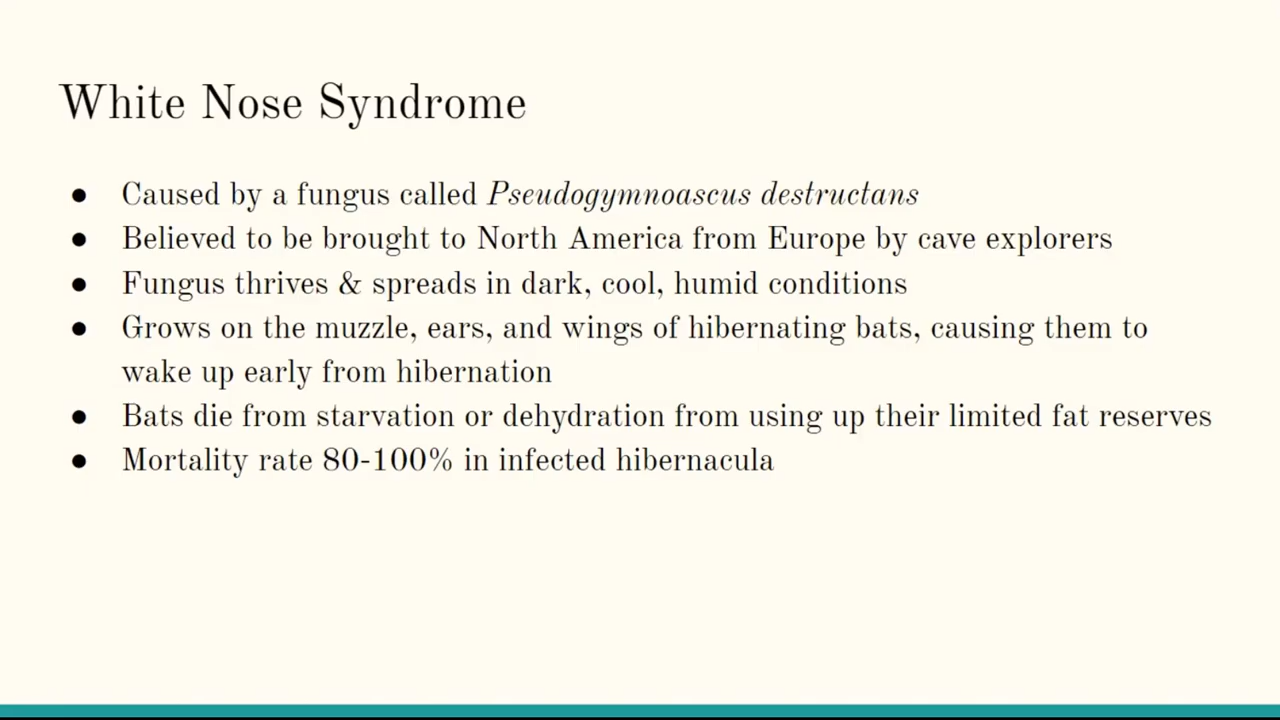 White Nose Syndrome
● Caused by a fungus called Pseudogymnoascus destructans
● Believed to be brought to North America from Europe by cave explorers
● Fungus thrives & spreads in dark, cool, humid conditions
● Grows on the muzzle, ears, and wings of hibernating bats, causing them to
wake up early from hibernation
● Bats die from starvation or dehydration from using up their limited fat reserves
● Mortality rate 80-100% in infected hibernacula